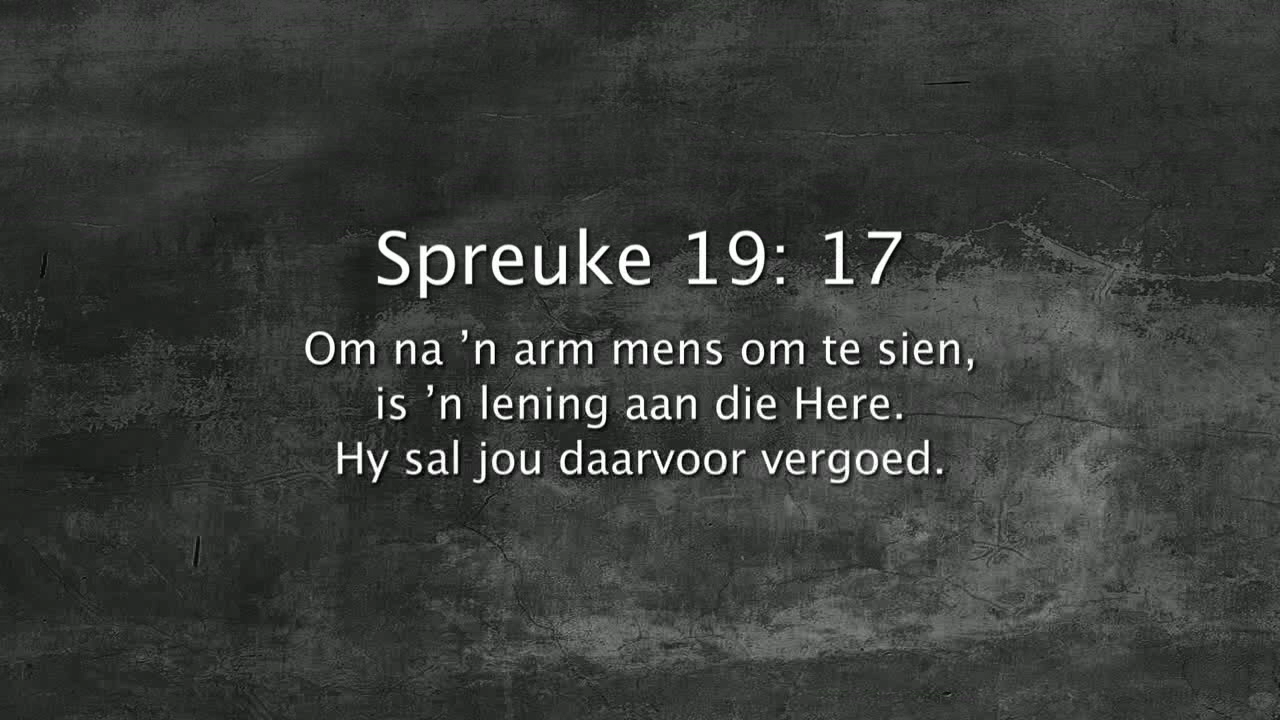 Spreuke 19: 17
Om na ’n arm mens om te sien,
is ’n lening aan die Here.
Hy sal jou daarvoor vergoed.